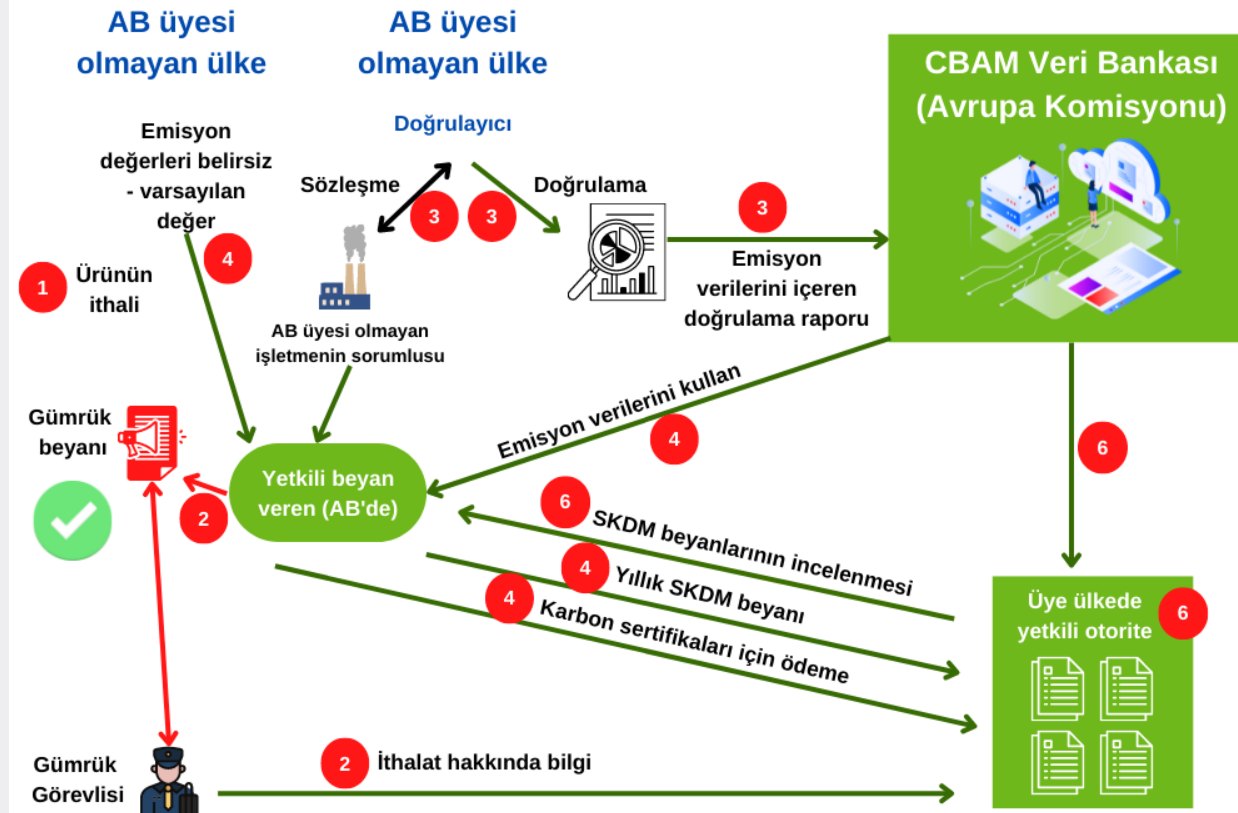 AB üyesi
olmayan ülke
AB üyesi
olmayan ülke
CBAM Veri Bankası
(Avrupa Komisyonu)
Doğrulayıcı
Emisyon
değerleri belirsiz
- varsayılan
değer
Sözleşme
3
3
Doğrulama
3
4
1
Ürünün
ithali
Emisyon
verilerini içeren
doğrulama raporu
AB üyesi olmayan
işletmenin sorumlusu
Emisyon verilerini kullan
4
6
Gümrük
beyanı
Yetkili beyan
veren (AB'de)
2
6
SKDM beyanlarının incelenmesi
4
Yıllık SKDM beyanı
4
Karbon sertifikaları için ödeme
Üye ülkede
yetkili otorite
6
Gümrük
Görevlisi
2
İthalat hakkında bilgi